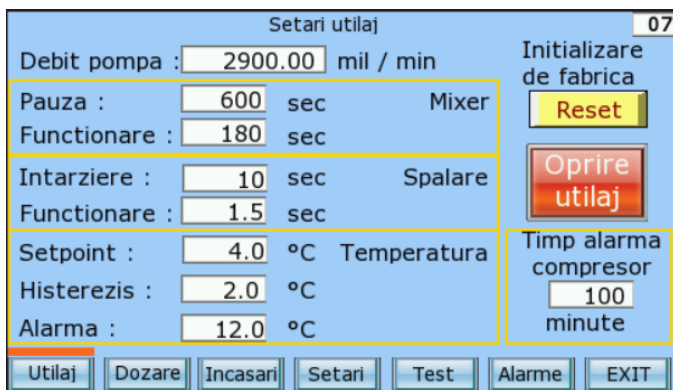 Setari utilaj
07
Debit pompa : 2900.00 mil / min
Initializare
de fabrica
Reset
Pauza : 600 sec Mixer
Functionare : 180 sec
Oprire
utilaj
Intarziere : 10 sec Spalare
Functionare : 1.5 sec
Setpoint : 4.0 °C Temperatura
Histerezis : 2.0 °C
Alarma : 12.0 °C
Timp alarma
compresor
100
minute
Utilaj Dozare Incasari Setari Test Alarme EXIT